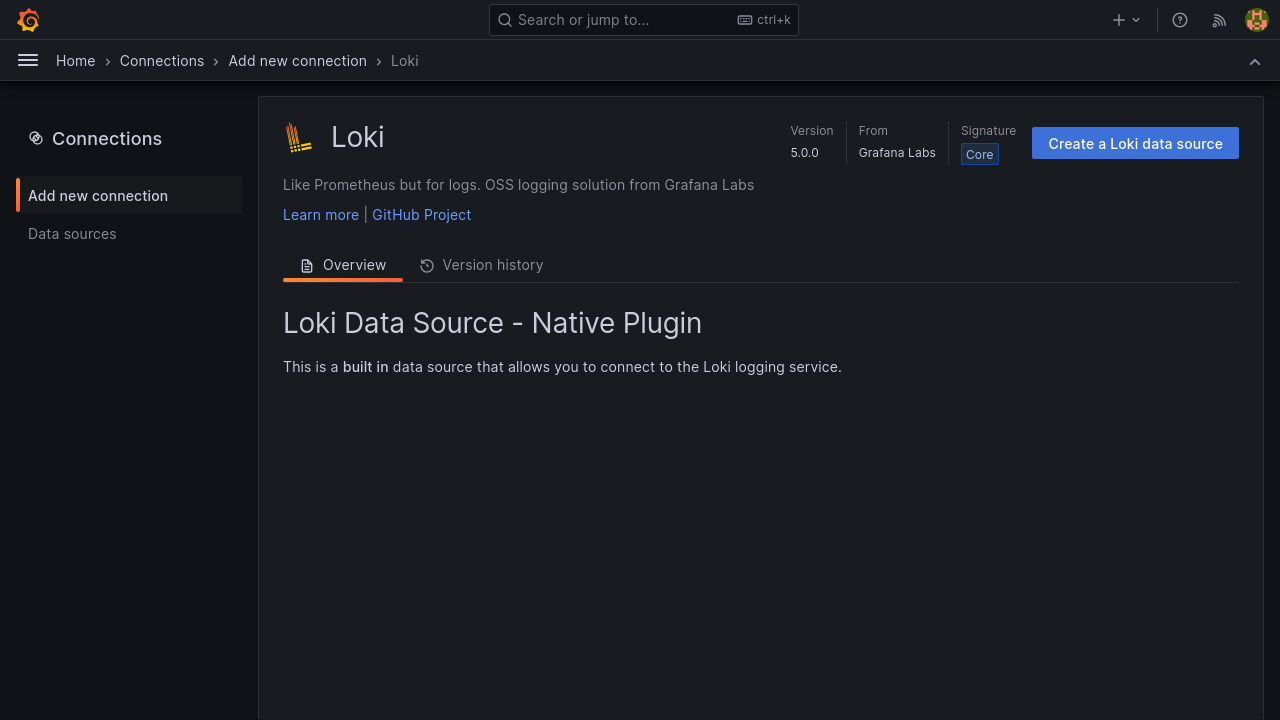 Search or jump to...
ctrl+k
Home
Connections
Add new connection
Loki
Connections
Add new connection
Data sources
Loki
Version
5.0.0
From
Grafana Labs
Signature
Core
Create a Loki data source
Like Prometheus but for logs. OSS logging solution from Grafana Labs
Learn more | GitHub Project
Overview
Version history
Loki Data Source - Native Plugin
This is a built in data source that allows you to connect to the Loki logging service.